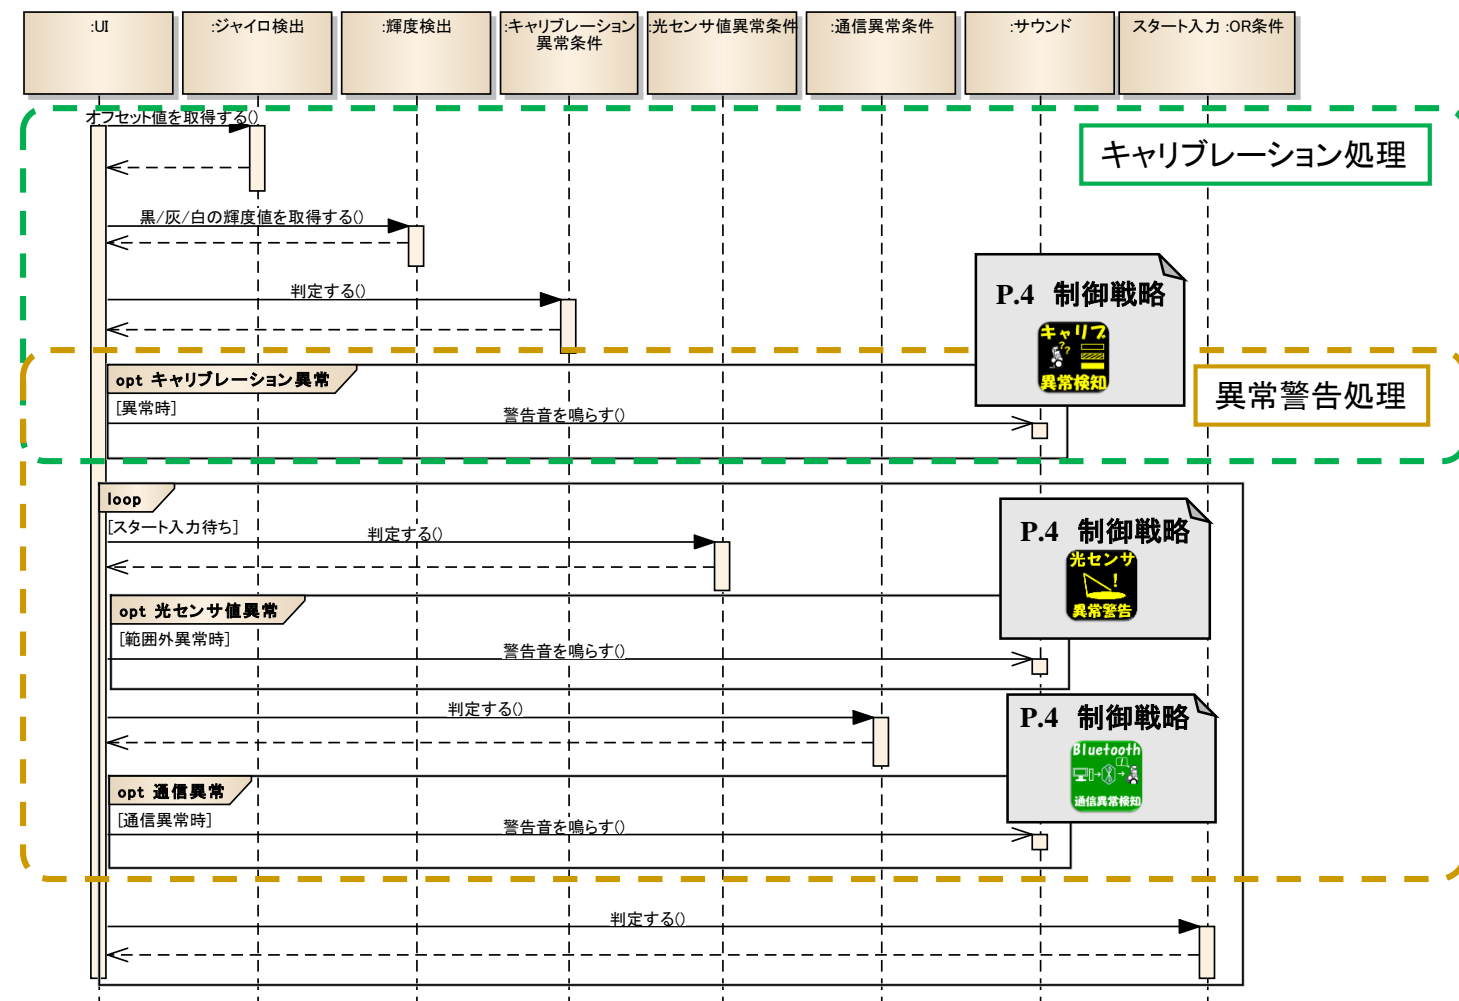 :UI
:ジャイロ検出
:輝度検出
:キャリブレーション
異常条件
:光センサ値異常条件
:通信異常条件
:サウンド
スタート入力 :OR条件
オフセット値を取得する()
キャリブレーション処理
黒/灰/白の輝度値を取得する()
判定する()
P.4 制御戦略
キャリブ
??
異常検知
opt キャリブレーション異常
[異常時]
警告音を鳴らす()
異常警告処理
loop
[スタート入力待ち]
判定する()
P.4 制御戦略
光センサ
!
異常警告
opt 光センサ値異常
[範囲外異常時]
警告音を鳴らす()
判定する()
P.4 制御戦略
Bluetooth
通信異常検知
opt 通信異常
[通信異常時]
警告音を鳴らす()
判定する()